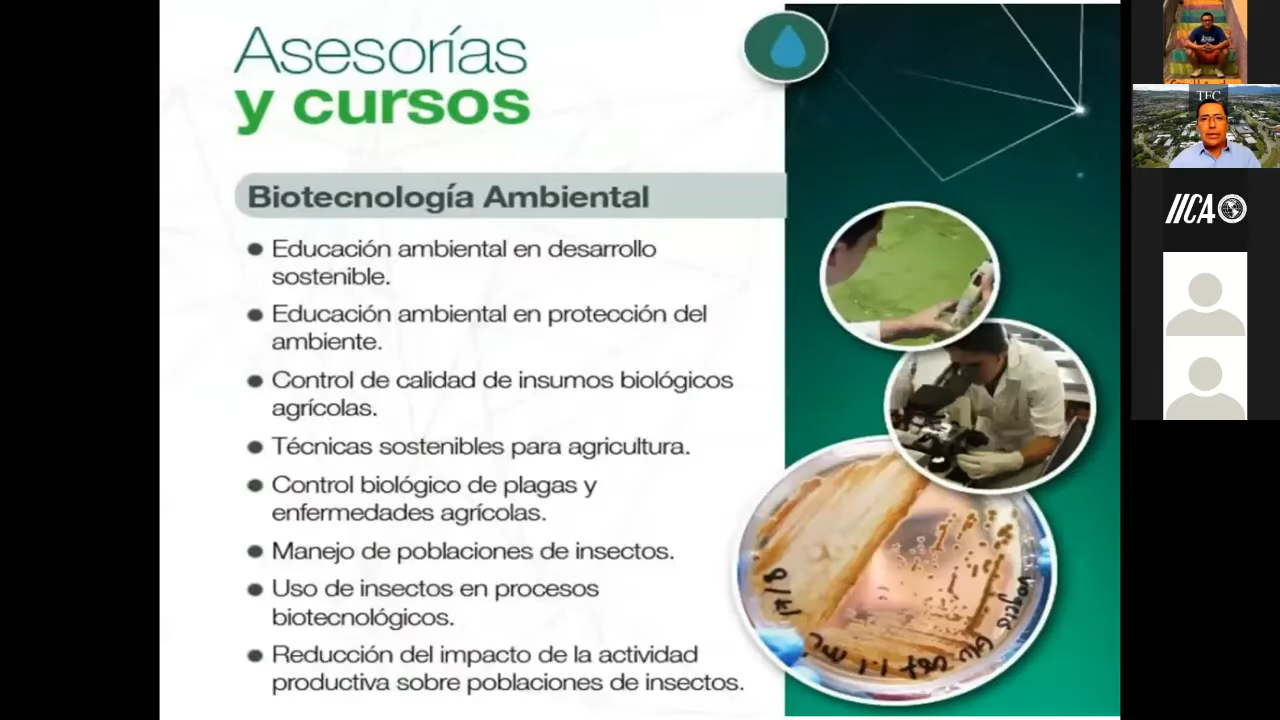 Asesorías
y cursos
Biotecnología Ambiental
Educación ambiental en desarrollo
sostenible.
Educación ambiental en protección del
ambiente.
Control de calidad de insumos biológicos
agrícolas.
Técnicas sostenibles para agricultura.
Control biológico de plagas y
enfermedades agrícolas.
Manejo de poblaciones de insectos.
Uso de insectos en procesos
biotecnológicos.
Reducción del impacto de la actividad
productiva sobre poblaciones de insectos.
TEC
IICA